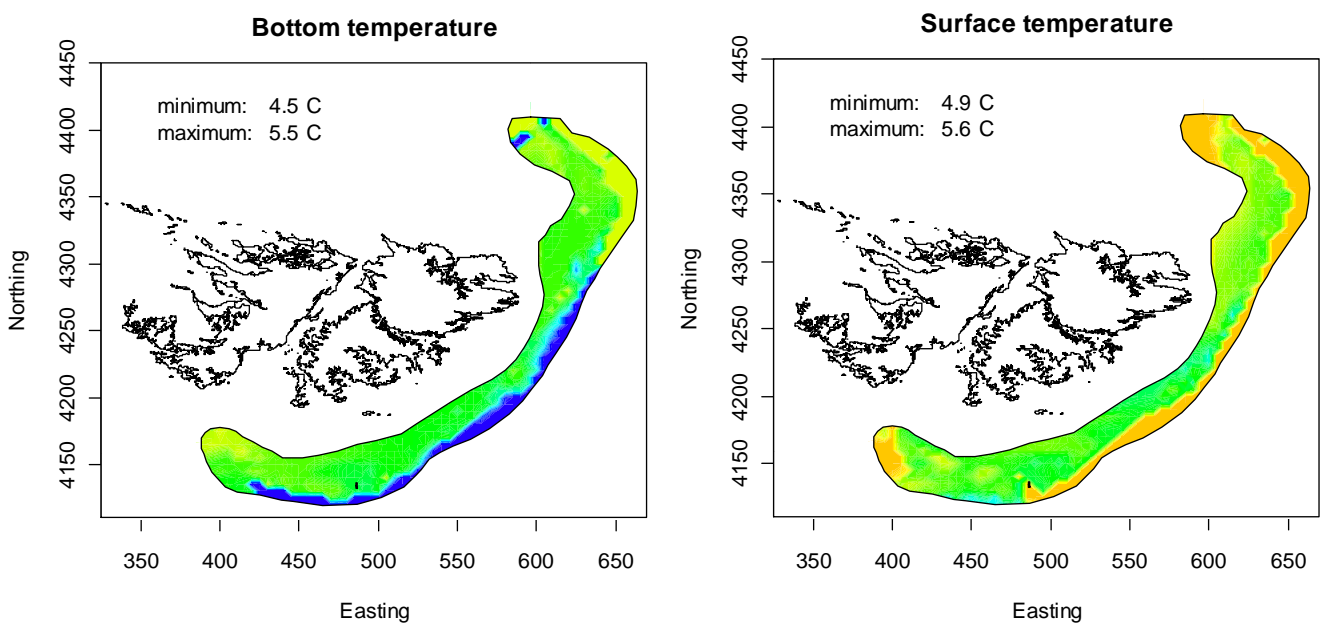 Bottom temperature
minimum: 4.5 C
maximum: 5.5 C
Northing
4450
4400
4350
4300
4250
4200
4150
350 400 450 500 550 600 650
Easting
Surface temperature
minimum: 4.9 C
maximum: 5.6 C
Northing
4450
4400
4350
4300
4250
4200
4150
350 400 450 500 550 600 650
Easting